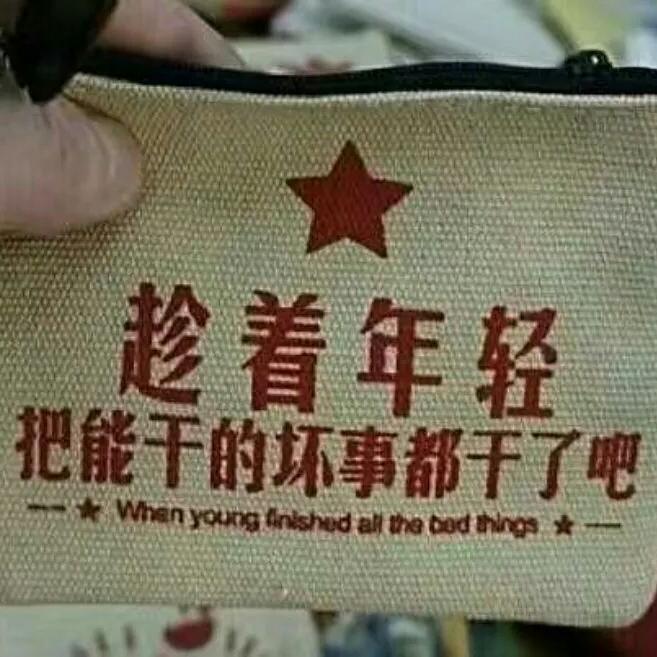 趁着年轻
把能干的坏事都干了吧
When young finished all the bad things